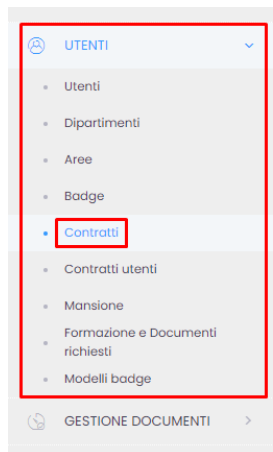 UTENTI
Utenti
Dipartimenti
Aree
Badge
Contratti
Contratti utenti
Mansione
Formazione e Documenti
richiesti
Modelli badge
GESTIONE DOCUMENTI